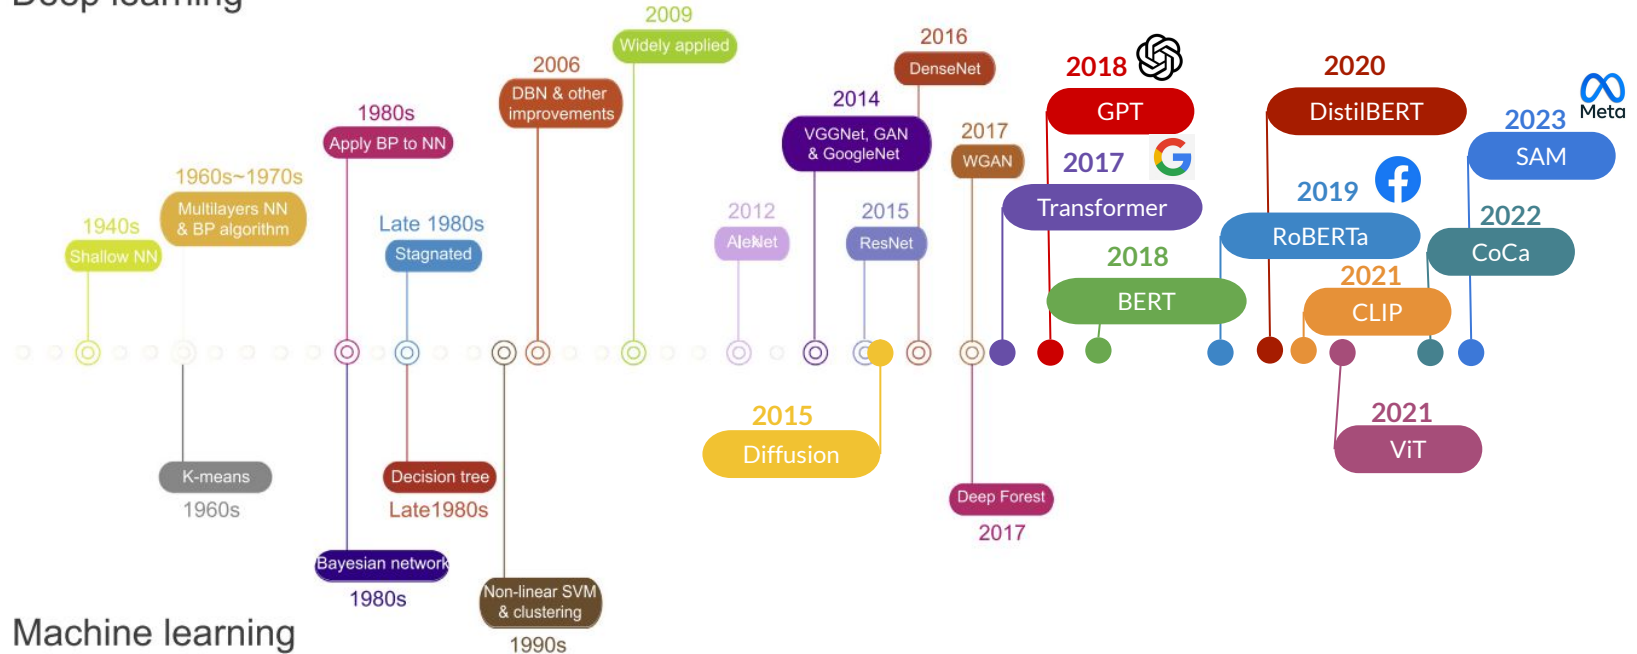 Deep learning
2009
Widely applied
2016
DenseNet
2018
GPT
2020
DistilBERT
Meta
2023
SAM
2006
DBN & other
improvements
2014
VGGNet, GAN
& GoogleNet
1980s
Apply BP to NN
2017
WGAN
2017
Transformer
1960s~1970s
Multilayers NN
& BP algorithm
2019
RoBERTa
1940s
Shallow NN
Late 1980s
Stagnated
2012
AlexNet
2015
ResNet
2022
CoCa
2018
BERT
2021
CLIP
2015
Diffusion
2021
ViT
K-means
1960s
Decision tree
Late1980s
Deep Forest
2017
Bayesian network
1980s
Non-linear SVM
& clustering
1990s
Machine learning